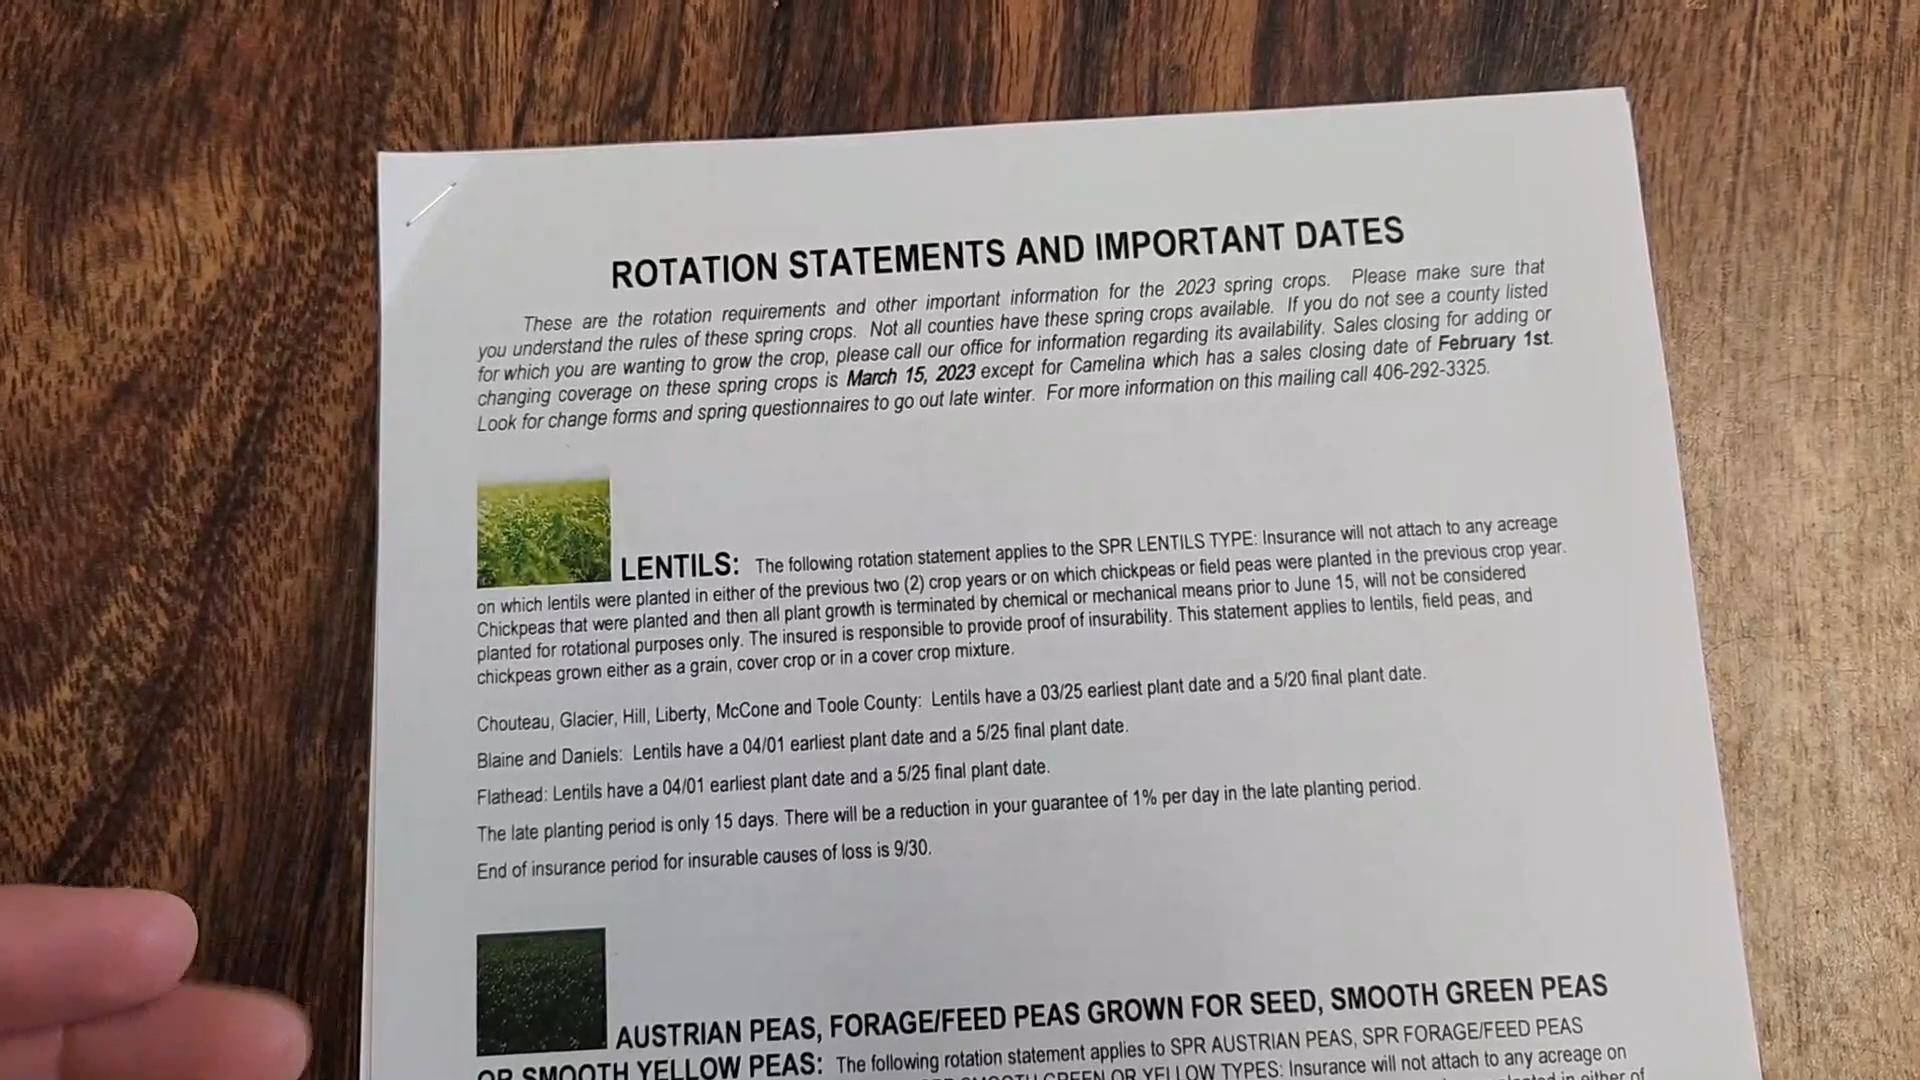 ROTATION STATEMENTS AND IMPORTANT DATES
These are the rotation requirements and other important information for the 2023 spring crops. Please make sure that
you understand the rules of these spring crops. Not all counties have these spring crops available. If you do not see a county listed
for which you are wanting to grow the crop, please call our office for information regarding its availability. Sales closing for adding or
changing coverage on these spring crops is March 15, 2023 except for Camelina which has a sales closing date of February 1st.
Look for change forms and spring questionnaires to go out late winter. For more information on this mailing call 406-292-3325.
LENTILS: The following rotation statement applies to the SPR LENTILS TYPE: Insurance will not attach to any acreage
on which lentils were planted in either of the previous two (2) crop years or on which chickpeas or field peas were planted in the previous crop year.
Chickpeas that were planted and then all plant growth is terminated by chemical or mechanical means prior to June 15, will not be considered
planted for rotational purposes only. The insured is responsible to provide proof of insurability. This statement applies to lentils, field peas, and
chickpeas grown either as a grain, cover crop or in a cover crop mixture.
Chouteau, Glacier, Hill, Liberty, McCone and Toole County: Lentils have a 03/25 earliest plant date and a 5/20 final plant date.
Blaine and Daniels: Lentils have a 04/01 earliest plant date and a 5/25 final plant date.
Flathead: Lentils have a 04/01 earliest plant date and a 5/25 final plant date.
The late planting period is only 15 days. There will be a reduction in your guarantee of 1% per day in the late planting period.
End of insurance period for insurable causes of loss is 9/30.
AUSTRIAN PEAS, FORAGE/FEED PEAS GROWN FOR SEED, SMOOTH GREEN PEAS
OR SMOOTH YELLOW PEAS: The following rotation statement applies to SPR AUSTRIAN PEAS, SPR FORAGE/FEED PEAS
SMOOTH GREEN OR YELLOW TYPES: Insurance will not attach to any acreage on
in either of